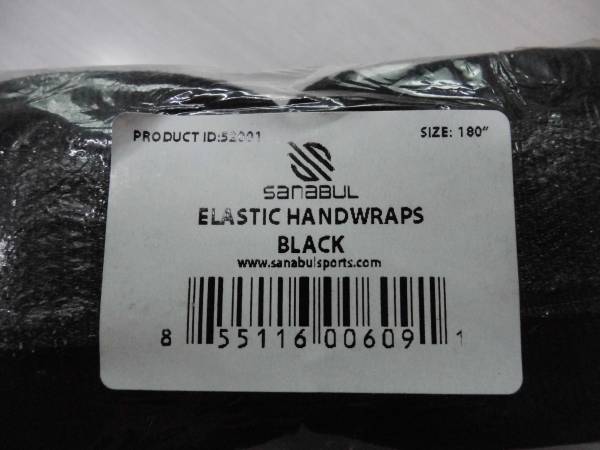 PRODUCT ID:52001 SIZE: 180"
SANABUL
ELASTIC HANDWRAPS
BLACK
www.sanabulsports.com
8 55116 00609 1